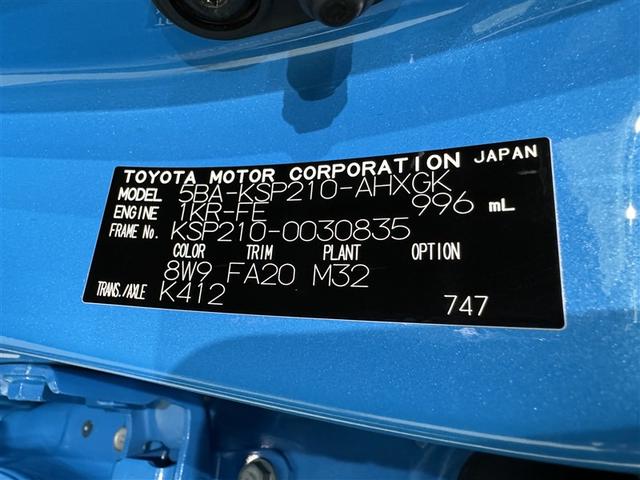 TOYOTA MOTOR CORPORATION JAPAN
MODEL 5BA-KSP210-AHXGK
ENGINE 1KR-FE 996 mL
FRAME No. KSP210-0030835
COLOR TRIM PLANT OPTION
8W9 FA20 M32
TRANS./AXLE K412 747